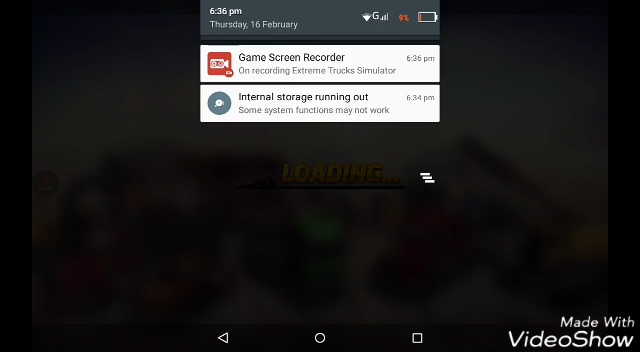 6:36 pm
Thursday, 16 February
G
9%
Game Screen Recorder
6:36 pm
On recording Extreme Trucks Simulator
Internal storage running out
6:34 pm
Some system functions may not work
LOADING...
Made With
VideoShow